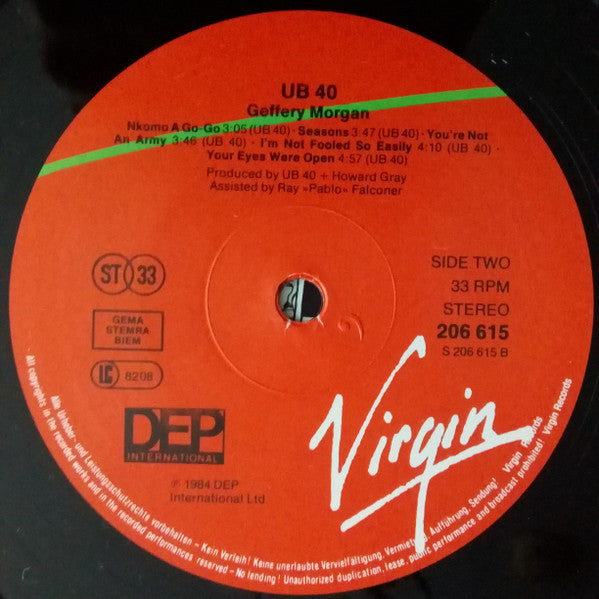 UB 40
Geffery Morgan
Nkomo A Go-Go 3:05 (UB 40) · Seasons 3:47 (UB 40) · You're Not
An Army 3:46 (UB 40) · I'm Not Fooled So Easily 4:10 (UB 40) ·
Your Eyes Were Open 4:57 (UB 40)
Produced by UB 40 + Howard Gray
Assisted by Ray »Pablo« Falconer
ST 33
GEMA
STEMRA
BIEM
LC 8208
SIDE TWO
33 RPM
STEREO
206 615
S 206 615 B
DEP
INTERNATIONAL
℗ 1984 DEP
International Ltd
Virgin
Alle Urheber- und Leistungsschutzrechte vorbehalten – Kein Verleih! Keine unerlaubte Vervielfältigung, Vermietung, Aufführung, Sendung! Virgin Records
All copyrights in the recorded works and in the recorded performances reserved – No lending! Unauthorized duplication, lease, public performance and broadcast prohibited! Virgin Records